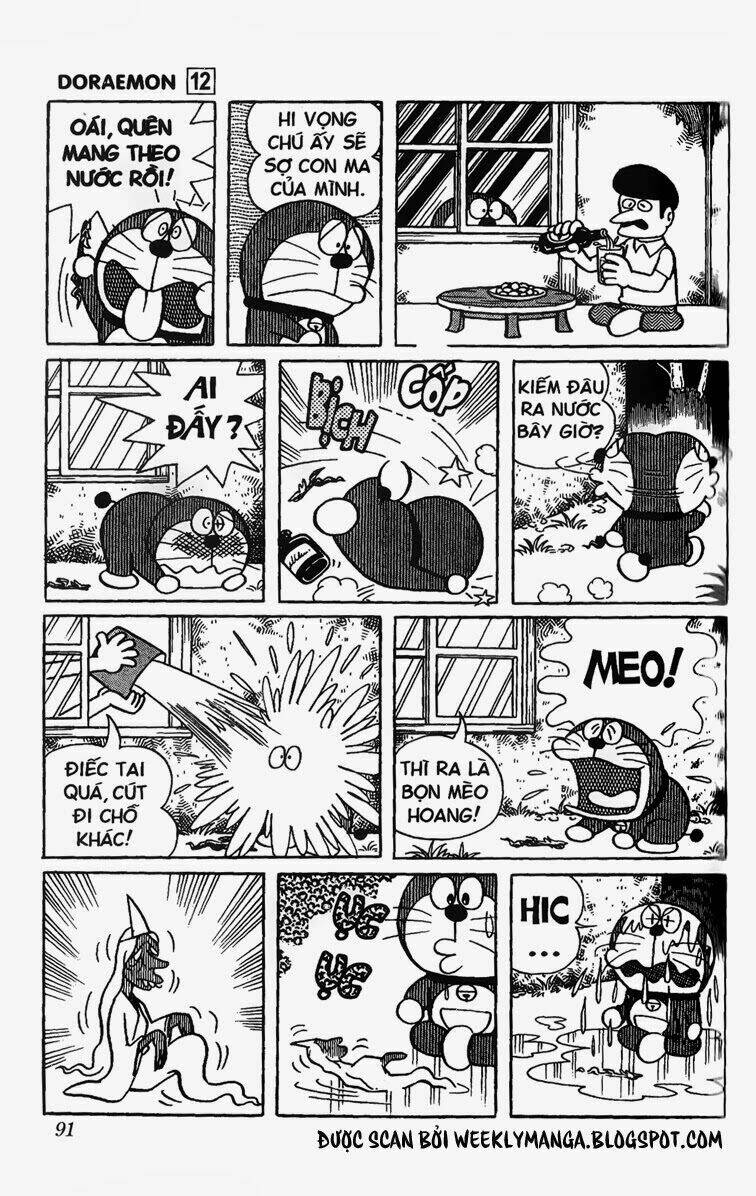 DORAEMON 12
HI VỌNG
CHÚ ẤY SẼ
SỢ CON MA
CỦA MÌNH.
OÁI, QUÊN
MANG THEO
NƯỚC RỒI!
KIẾM ĐÂU
RA NƯỚC
BÂY GIỜ?
CỐP
BỊCH
AI
ĐẤY?
MEO!
THÌ RA LÀ
BỌN MÈO
HOANG!
ĐIẾC TAI
QUÁ, CÚT
ĐI CHỖ
KHÁC!
HIC
...
ỰC
ỰC
91
ĐƯỢC SCAN BỞI WEEKLYMANGA.BLOGSPOT.COM